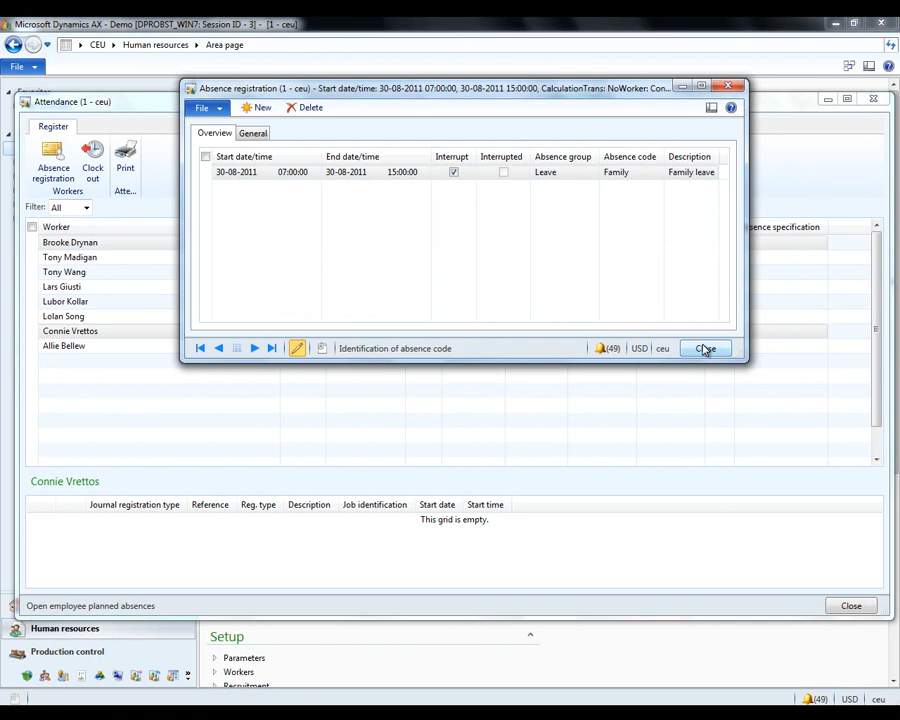 Microsoft Dynamics AX - Demo [DPROBST_WIN7: Session ID - 3] - [1 - ceu]
CEU Human resources Area page
File
Attendance (1 - ceu)
Register
Absence registration
Clock out
Print
Workers Atte...
Filter: All
Worker
Brooke Drynan
Tony Madigan
Tony Wang
Lars Giusti
Lubor Kollar
Lolan Song
Connie Vrettos
Allie Bellew
sence specification
Absence registration (1 - ceu) - Start date/time: 30-08-2011 07:00:00, 30-08-2011 15:00:00, CalculationTrans: NoWorker: Con...
File New Delete
Overview General
Start date/time End date/time Interrupt Interrupted Absence group Absence code Description
30-08-2011 07:00:00 30-08-2011 15:00:00 Leave Family Family leave
Identification of absence code (49) USD ceu Close
Connie Vrettos
Journal registration type Reference Reg. type Description Job identification Start date Start time
This grid is empty.
Open employee planned absences Close
Human resources
Production control
Setup
Parameters
Workers
Recruitment
(49) USD ceu